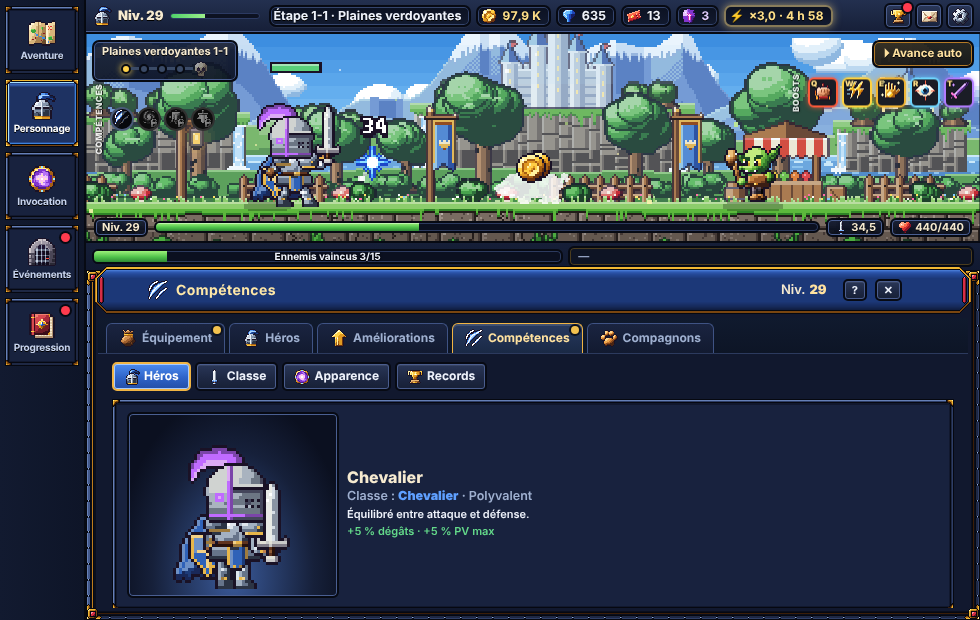 Niv. 29
Étape 1-1 · Plaines verdoyantes
97,9 K
635
13
3
×3,0 · 4 h 58
Aventure
Personnage
Invocation
Événements
Progression
Plaines verdoyantes 1-1
Avance auto
COMPÉTENCES
BOOSTS
34
Niv. 29
34,5
440/440
Ennemis vaincus 3/15
—
Compétences
Niv. 29
?
×
Équipement
Héros
Améliorations
Compétences
Compagnons
Héros
Classe
Apparence
Records
Chevalier
Classe : Chevalier · Polyvalent
Équilibré entre attaque et défense.
+5 % dégâts · +5 % PV max